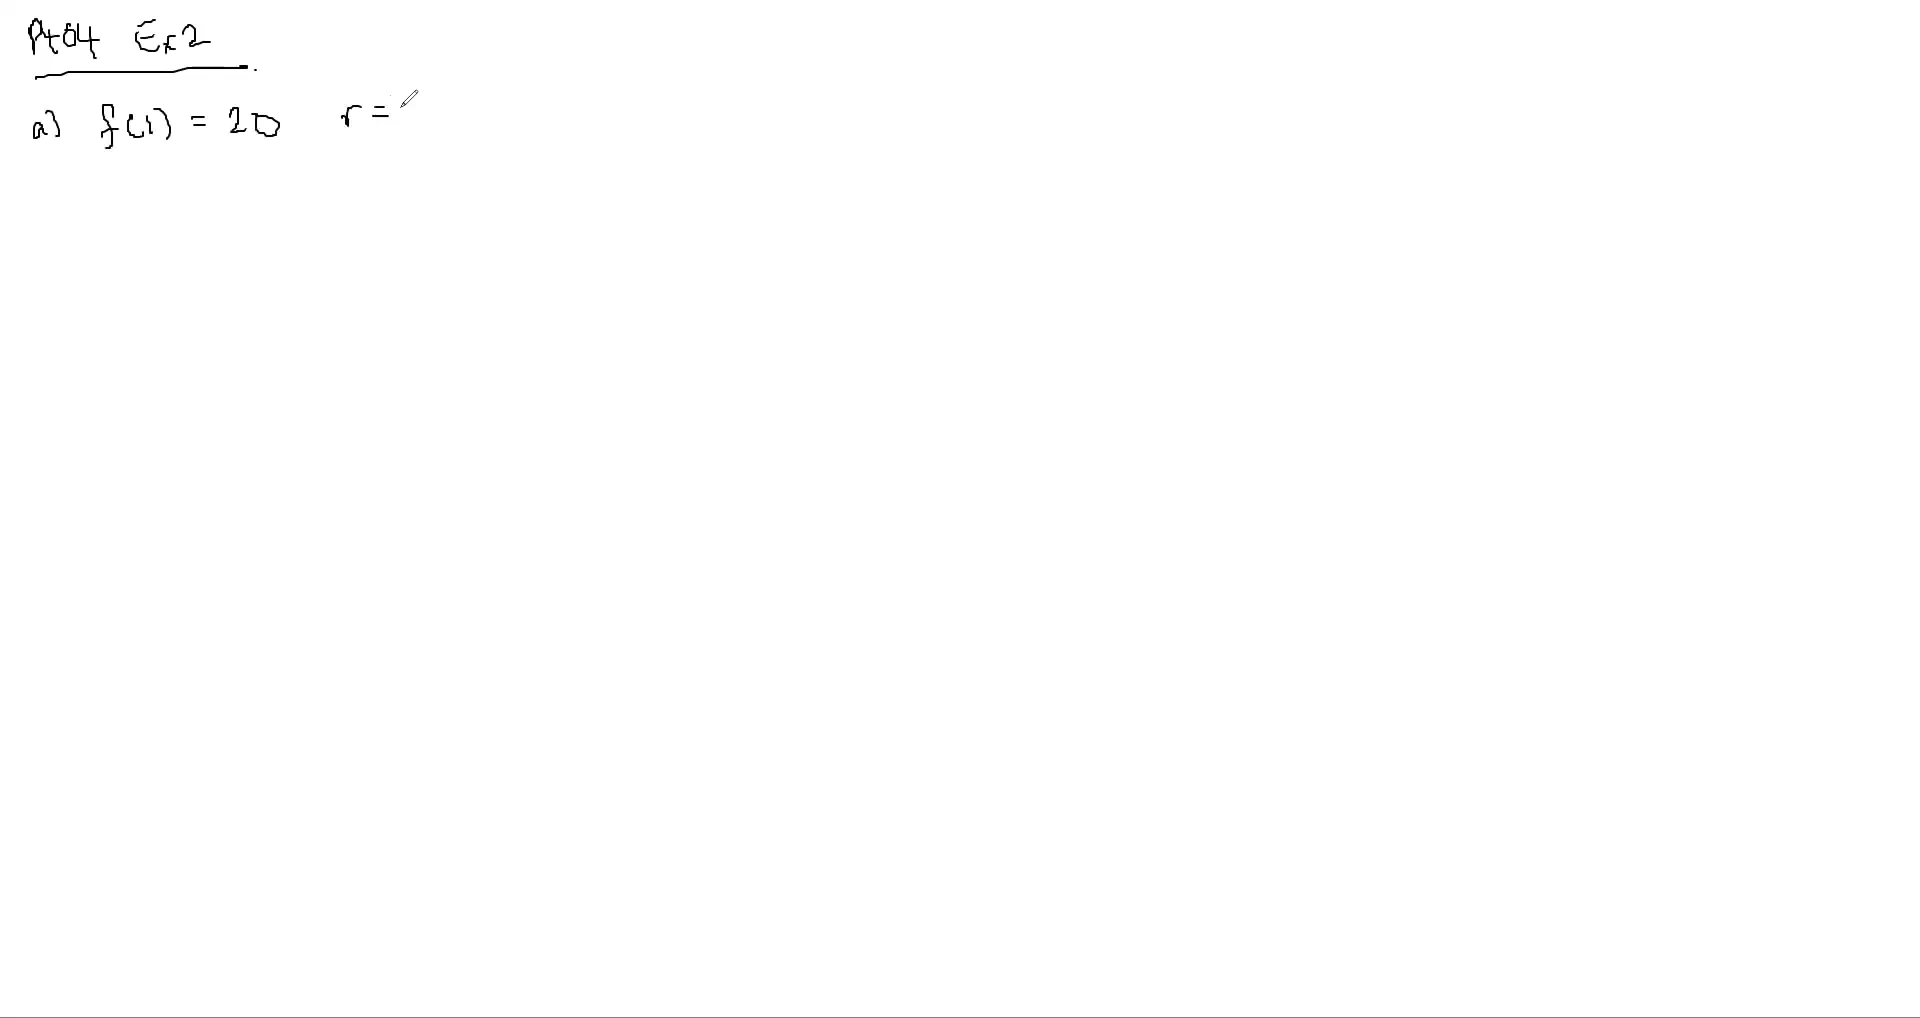 Pt04 Ex2
a) f(1) = 20 r =